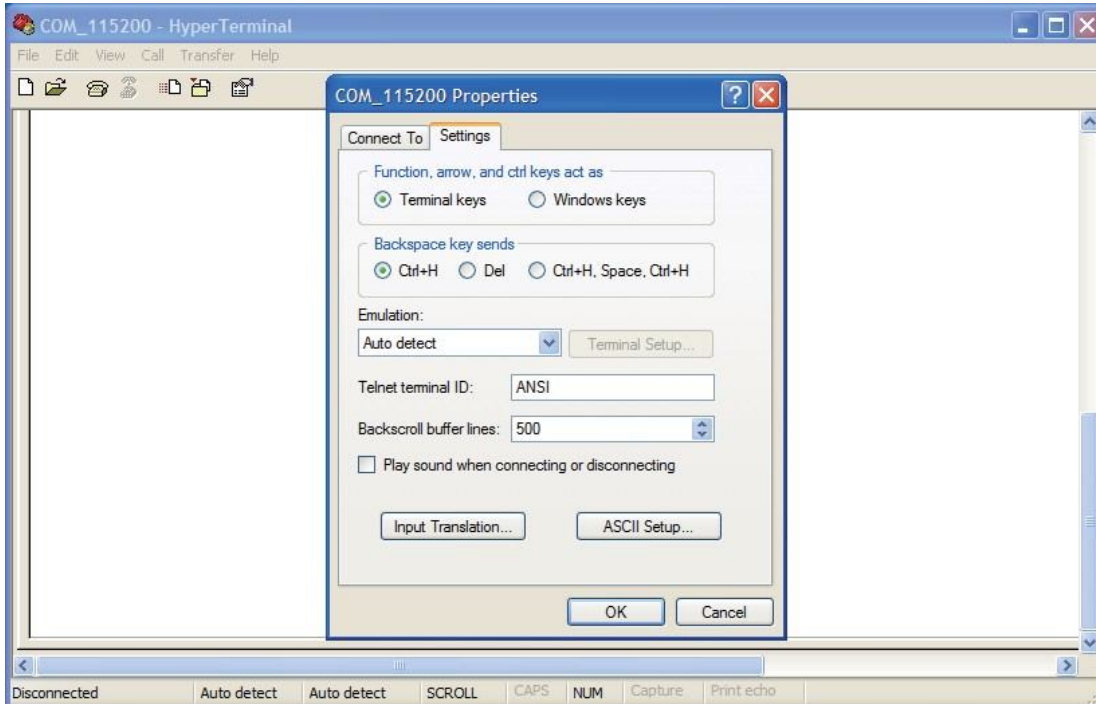 COM_115200 - HyperTerminal
File Edit View Call Transfer Help
COM_115200 Properties
Connect To Settings
Function, arrow, and ctrl keys act as
Terminal keys Windows keys
Backspace key sends
Ctrl+H Del Ctrl+H, Space, Ctrl+H
Emulation:
Auto detect Terminal Setup...
Telnet terminal ID: ANSI
Backscroll buffer lines: 500
Play sound when connecting or disconnecting
Input Translation... ASCII Setup...
OK Cancel
Disconnected Auto detect Auto detect SCROLL CAPS NUM Capture Print echo